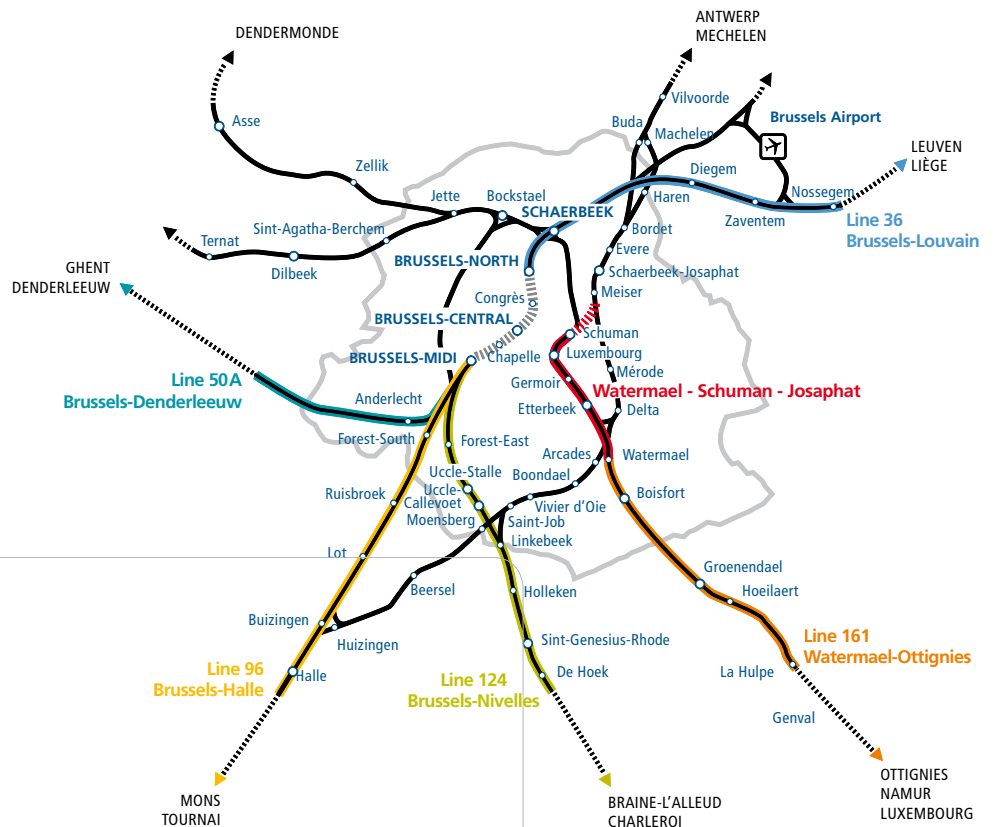 ANTWERP
MECHELEN
DENDERMONDE
Vilvoorde
Brussels Airport
Asse
Buda
Machelen
LEUVEN
LIÈGE
Zellik
Diegem
Jette
Bockstael
Haren
Nossegem
SCHAERBEEK
Zaventem
Line 36
Brussels-Louvain
Sint-Agatha-Berchem
Bordet
Ternat
Evere
Dilbeek
BRUSSELS-NORTH
Schaerbeek-Josaphat
GHENT
DENDERLEEUW
Congrès
Meiser
BRUSSELS-CENTRAL
Schuman
BRUSSELS-MIDI
Chapelle
Luxembourg
Mérode
Line 50A
Brussels-Denderleeuw
Germoir
Watermael - Schuman - Josaphat
Anderlecht
Etterbeek
Delta
Forest-South
Forest-East
Arcades
Watermael
Uccle-Stalle
Boondael
Ruisbroek
Uccle-
Callevoet
Boisfort
Moensberg
Vivier d'Oie
Saint-Job
Linkebeek
Lot
Groenendael
Beersel
Holleken
Hoeilaert
Buizingen
Huizingen
Sint-Genesius-Rhode
Line 161
Watermael-Ottignies
Line 96
Brussels-Halle
Halle
Line 124
Brussels-Nivelles
De Hoek
La Hulpe
Genval
MONS
TOURNAI
BRAINE-L'ALLEUD
CHARLEROI
OTTIGNIES
NAMUR
LUXEMBOURG